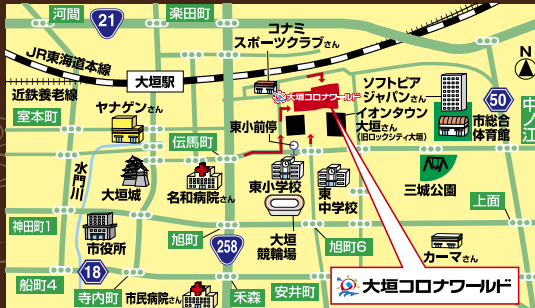 河間
21
楽田町
コナミ
スポーツクラブさん
JR東海道本線
大垣駅
近鉄養老線
大垣コロナワールド
ソフトピア
ジャパンさん
イオンタウン
大垣さん
(旧ロックシティ大垣)
N
50
中ノ江
市総合
体育館
室本町
ヤナゲンさん
伝馬町
東小前停
水門川
大垣城
名和病院さん
東小学校
東
中学校
三城公園
神田町1
市役所
旭町
258
大垣
競輪場
旭町6
上面
カーマさん
船町4
18
寺内町
市民病院さん
禾森
安井町
大垣コロナワールド